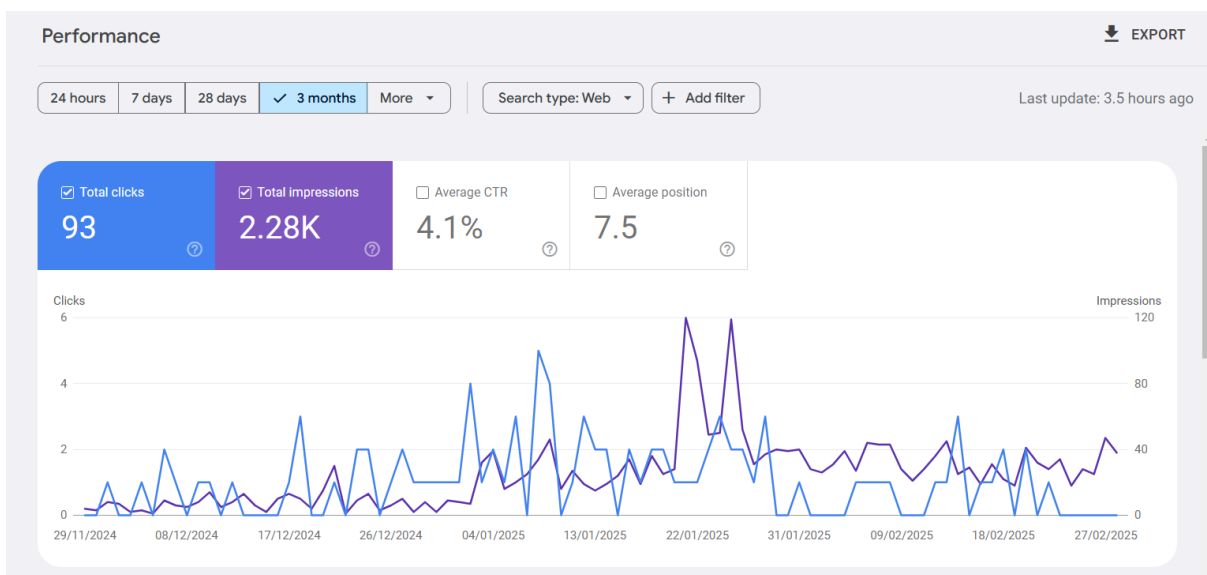 Performance
EXPORT
24 hours 7 days 28 days 3 months More Search type: Web + Add filter Last update: 3.5 hours ago
Total clicks Total impressions Average CTR Average position
93 2.28K 4.1% 7.5
Clicks Impressions
6 120
4 80
2 40
0 0
29/11/2024 08/12/2024 17/12/2024 26/12/2024 04/01/2025 13/01/2025 22/01/2025 31/01/2025 09/02/2025 18/02/2025 27/02/2025